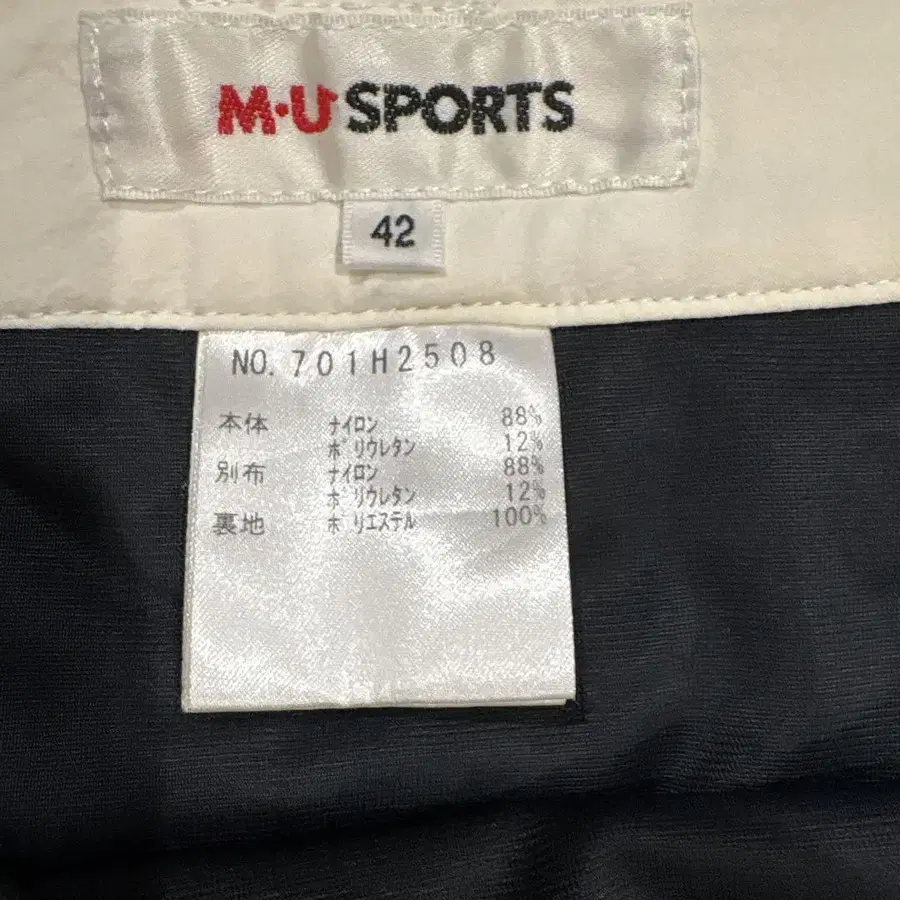 M·U SPORTS
42
NO. 701H2508
本体 ナイロン 88%
ポリウレタン 12%
別布 ナイロン 88%
ポリウレタン 12%
裏地 ポリエステル 100%